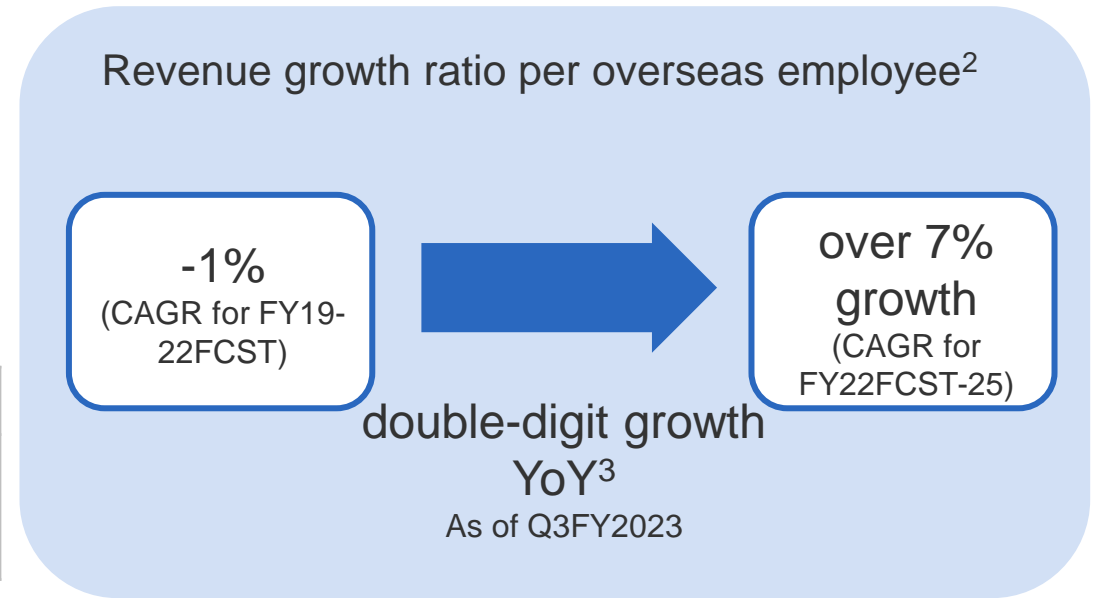 Revenue growth ratio per overseas employee²
-1%
(CAGR for FY19-
22FCST)
over 7%
growth
(CAGR for
FY22FCST-25)
double-digit growth
YoY³
As of Q3FY2023